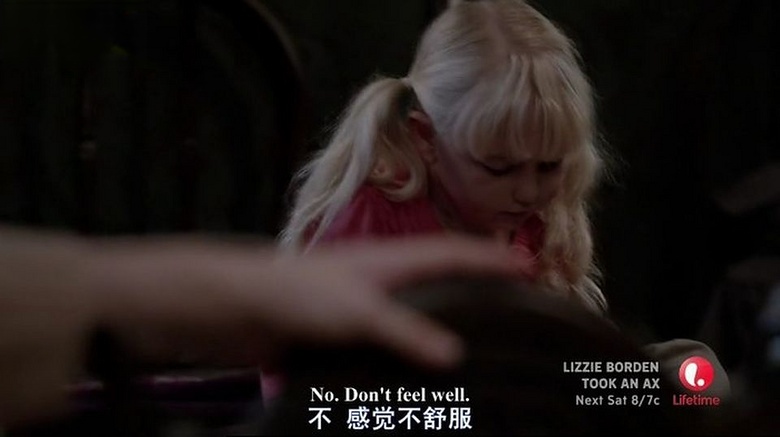 LIZZIE BORDEN
TOOK AN AX
Next Sat 8/7c
Lifetime
No. Don't feel well.
不 感觉不舒服